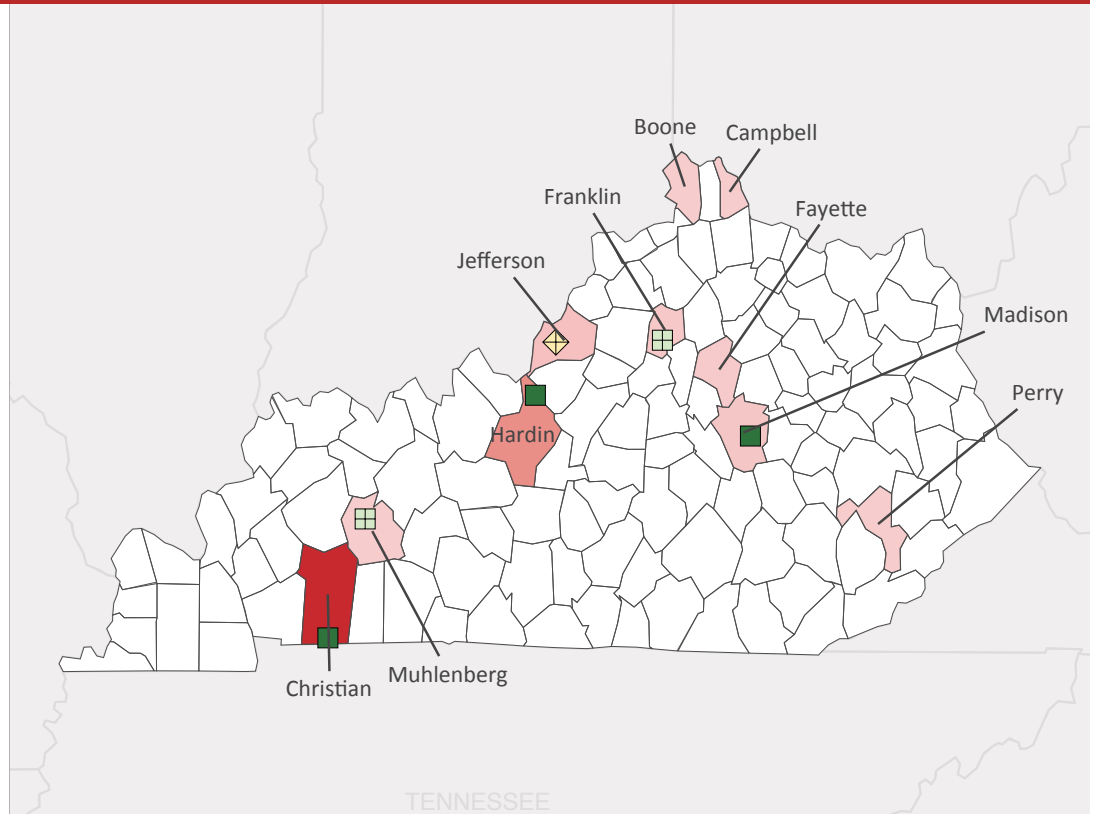 Boone
Campbell
Franklin
Fayette
Jefferson
Madison
Perry
Hardin
Muhlenberg
Christian
TENNESSEE